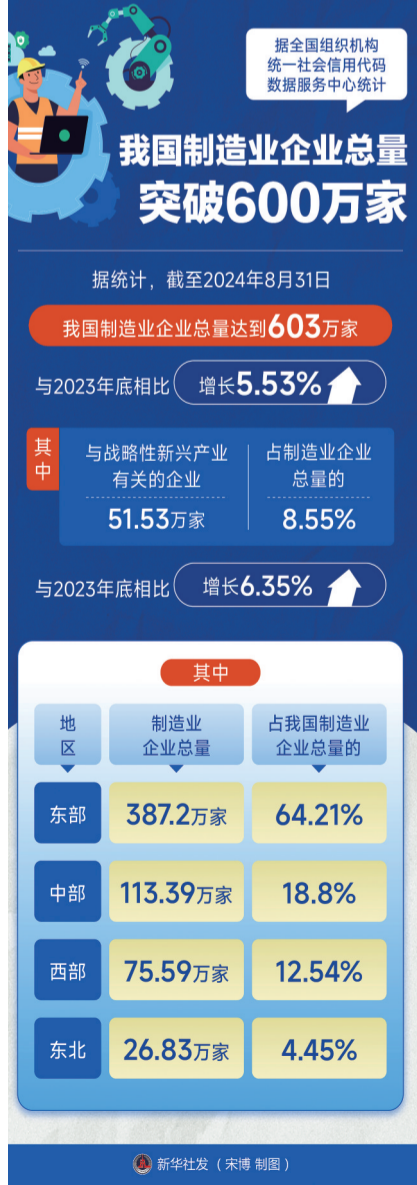 据全国组织机构
统一社会信用代码
数据服务中心统计
我国制造业企业总量
突破600万家
据统计，截至2024年8月31日
我国制造业企业总量达到603万家
与2023年底相比 增长5.53%
其中
与战略性新兴产业
有关的企业
51.53万家
占制造业企业
总量的
8.55%
与2023年底相比 增长6.35%
其中
地区
制造业
企业总量
占我国制造业
企业总量的
东部 387.2万家 64.21%
中部 113.39万家 18.8%
西部 75.59万家 12.54%
东北 26.83万家 4.45%
新华社发（宋博 制图）